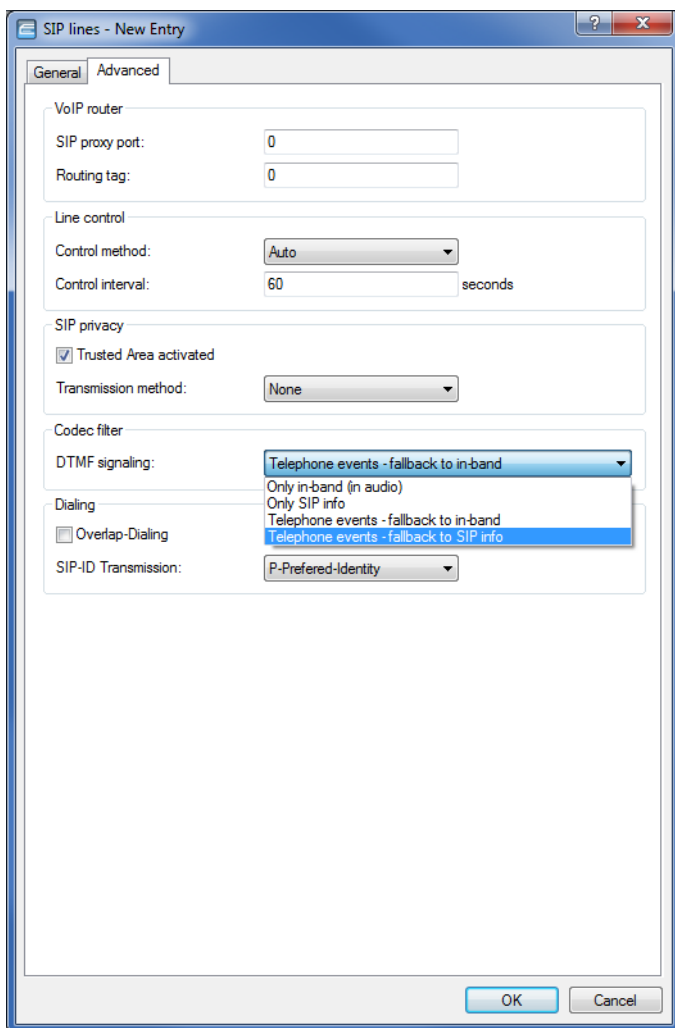 SIP lines - New Entry
?
General
Advanced
VoIP router
SIP proxy port: 0
Routing tag: 0
Line control
Control method: Auto
Control interval: 60 seconds
SIP privacy
Trusted Area activated
Transmission method: None
Codec filter
DTMF signaling: Telephone events - fallback to in-band
Only in-band (in audio)
Only SIP info
Telephone events - fallback to in-band
Telephone events - fallback to SIP info
Dialing
Overlap-Dialing
SIP-ID Transmission: P-Prefered-Identity
OK
Cancel